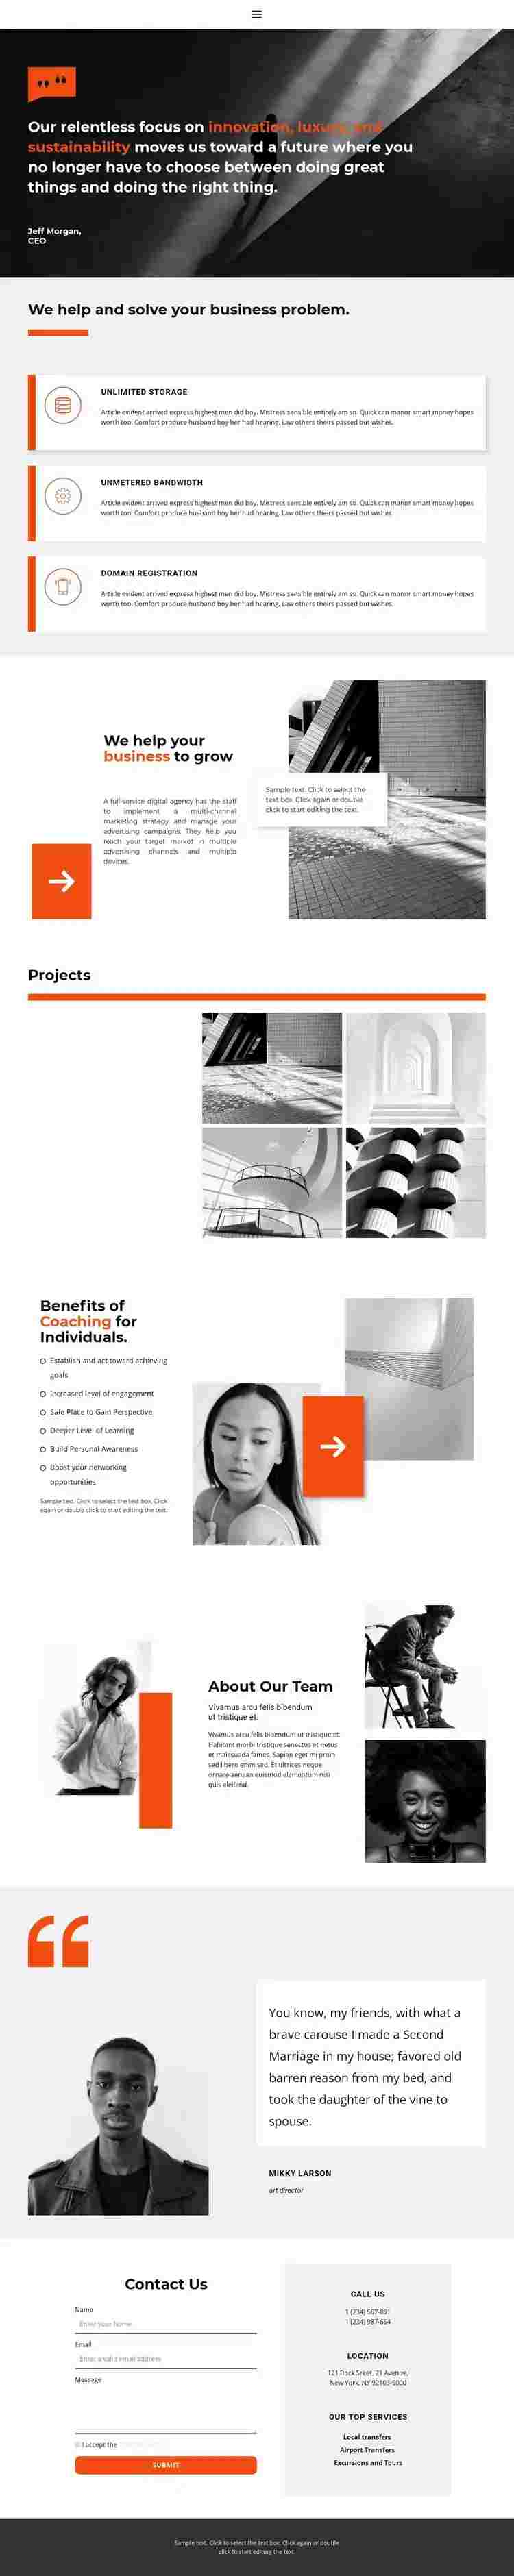 Our relentless focus on innovation, luxury and
sustainability moves us toward a future where you
no longer have to choose between doing great
things and doing the right thing.
Jeff Morgan,
CEO
We help and solve your business problem.
UNLIMITED STORAGE
Article evident arrived express highest men did boy. Mistress sensible entirely am so. Quick can manor smart money hopes
worth too. Comfort produce husband boy her had hearing. Law others theirs passed but wishes.
UNMETERED BANDWIDTH
Article evident arrived express highest men did boy. Mistress sensible entirely am so. Quick can manor smart money hopes
worth too. Comfort produce husband boy her had hearing. Law others theirs passed but wishes.
DOMAIN REGISTRATION
Article evident arrived express highest men did boy. Mistress sensible entirely am so. Quick can manor smart money hopes
worth too. Comfort produce husband boy her had hearing. Law others theirs passed but wishes.
We help your
business to grow
A full-service digital agency has the staff
to implement a multi-channel
marketing strategy and manage your
advertising campaigns. They help you
reach your target market in multiple
advertising channels and multiple
devices.
Sample text. Click to select the
text box. Click again or double
click to start editing the text.
Projects
Benefits of
Coaching for
Individuals.
Establish and act toward achieving
goals
Increased level of engagement
Safe Place to Gain Perspective
Deeper Level of Learning
Build Personal Awareness
Boost your networking
opportunities
Sample text. Click to select the text box. Click
again or double click to start editing the text.
About Our Team
Vivamus arcu felis bibendum
ut tristique et.
Vivamus arcu felis bibendum ut tristique et.
Habitant morbi tristique senectus et netus
et malesuada fames. Sapien eget mi proin
sed libero enim sed. Et ultrices neque
ornare aenean euismod elementum nisi
quis eleifend.
You know, my friends, with what a
brave carouse I made a Second
Marriage in my house; favored old
barren reason from my bed, and
took the daughter of the vine to
spouse.
MIKKY LARSON
art director
Contact Us
Name
Enter your Name
Email
Enter a valid email address
Message
I accept the
SUBMIT
CALL US
1 (234) 567-891
1 (234) 987-654
LOCATION
121 Rock Sreet, 21 Avenue,
New York, NY 92103-9000
OUR TOP SERVICES
Local transfers
Airport Transfers
Excursions and Tours
Sample text. Click to select the text box. Click again or double
click to start editing the text.